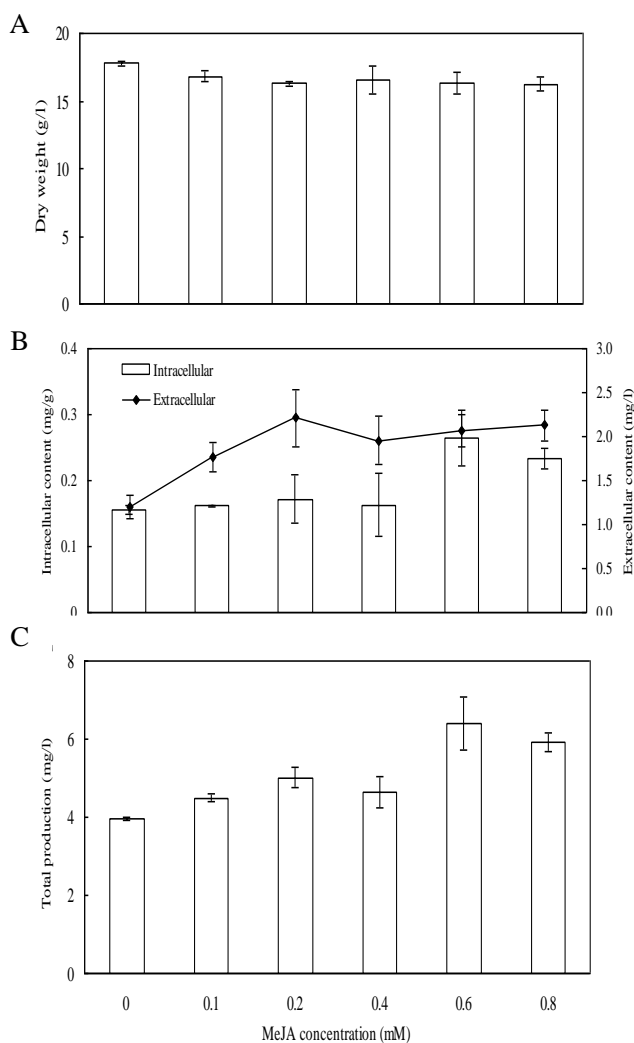 A
20
15
10
5
0
Dry weight (g/l)
B
0.4
0.3
0.2
0.1
0
Intracellular content (mg/g)
Intracellular
Extracellular
3.0
2.5
2.0
1.5
1.0
0.5
0.0
Extracellular content (mg/l)
C
8
6
4
2
0
Total production (mg/l)
0 0.1 0.2 0.4 0.6 0.8
MeJA concentration (mM)